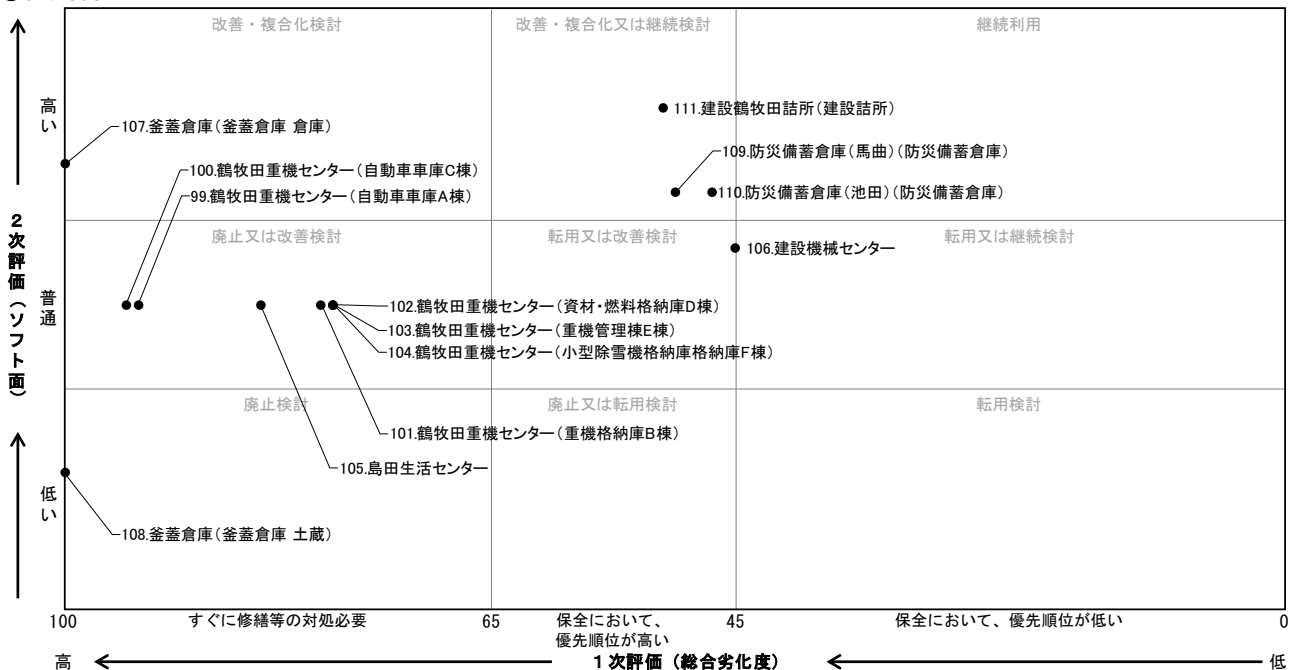 改善・複合化検討
改善・複合化又は継続検討
継続利用
高い
111.建設鶴牧田詰所(建設詰所)
107.釜蓋倉庫(釜蓋倉庫 倉庫)
109.防災備蓄倉庫(馬曲)(防災備蓄倉庫)
100.鶴牧田重機センター(自動車車庫C棟)
110.防災備蓄倉庫(池田)(防災備蓄倉庫)
99.鶴牧田重機センター(自動車車庫A棟)
2次評価(ソフト面)
廃止又は改善検討
転用又は改善検討
転用又は継続検討
106.建設機械センター
普通
102.鶴牧田重機センター(資材・燃料格納庫D棟)
103.鶴牧田重機センター(重機管理棟E棟)
104.鶴牧田重機センター(小型除雪機格納庫格納庫F棟)
廃止検討
廃止又は転用検討
転用検討
101.鶴牧田重機センター(重機格納庫B棟)
105.島田生活センター
低い
108.釜蓋倉庫(釜蓋倉庫 土蔵)
100
すぐに修繕等の対処必要
65
保全において、
優先順位が高い
45
保全において、優先順位が低い
0
高
1次評価(総合劣化度)
低